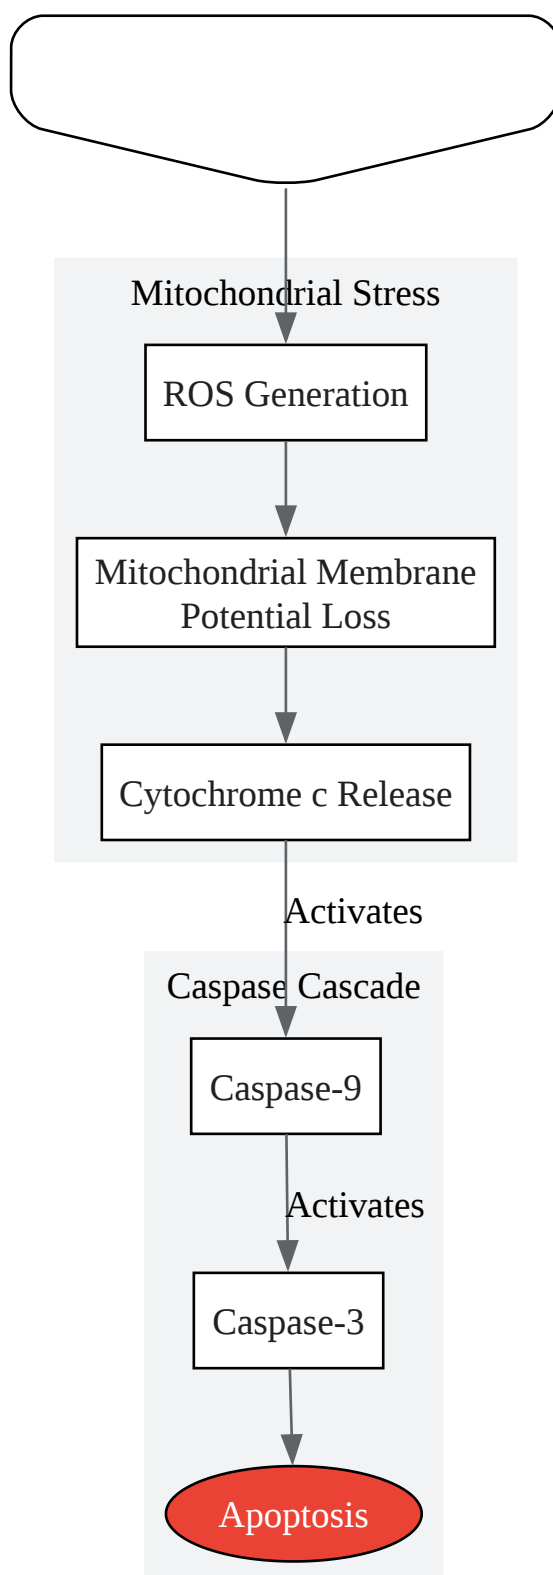 Mitochondrial Stress
ROS Generation
Mitochondrial Membrane
Potential Loss
Cytochrome c Release
Activates
Caspase Cascade
Caspase-9
Activates
Caspase-3
Apoptosis